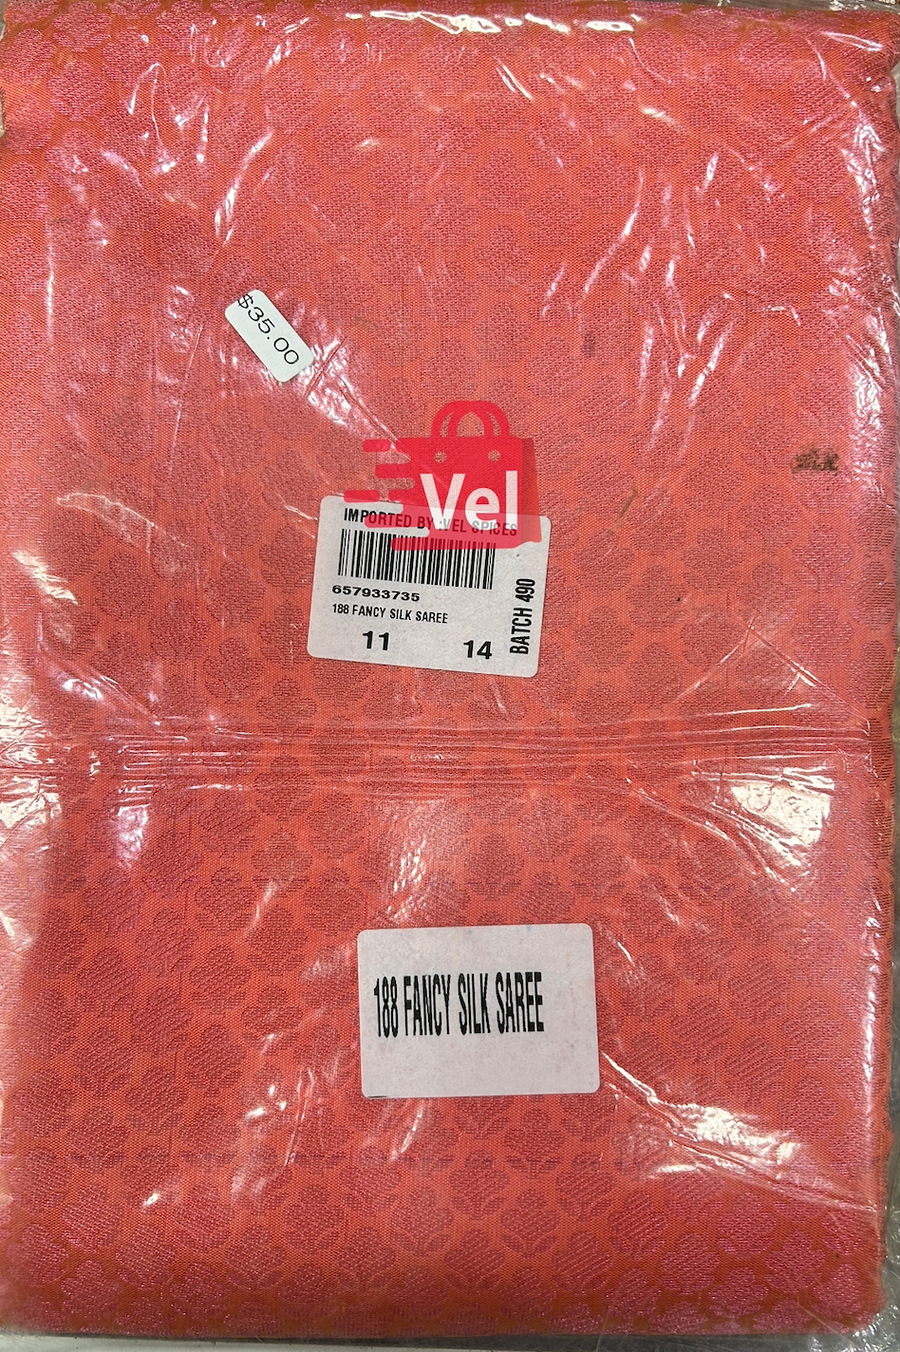 $35.00
Vel
IMPORTED BY :VEL SPICES
657933735
188 FANCY SILK SAREE
11 14
BATCH 490
188 FANCY SILK SAREE